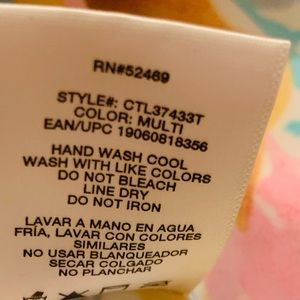 RN#52469
STYLE#: CTL37433T
COLOR: MULTI
EAN/UPC 19060818356
HAND WASH COOL
WASH WITH LIKE COLORS
DO NOT BLEACH
LINE DRY
DO NOT IRON
LAVAR A MANO EN AGUA
FRÍA, LAVAR CON COLORES
SIMILARES
NO USAR BLANQUEADOR
SECAR COLGADO
NO PLANCHAR